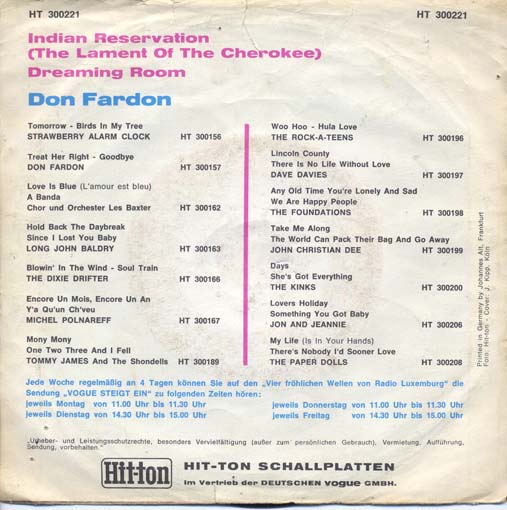 HT 300221
HT 300221
Indian Reservation
(The Lament Of The Cherokee)
Dreaming Room
Don Fardon
Tomorrow - Birds In My Tree
STRAWBERRY ALARM CLOCK HT 300156
Treat Her Right - Goodbye
DON FARDON HT 300157
Love Is Blue (L'amour est bleu)
A Banda
Chor und Orchester Les Baxter HT 300162
Hold Back The Daybreak
Since I Lost You Baby
LONG JOHN BALDRY HT 300163
Blowin' In The Wind - Soul Train
THE DIXIE DRIFTER HT 300166
Encore Un Mois, Encore Un An
Y'a Qu'un Ch'veu
MICHEL POLNAREFF HT 300167
Mony Mony
One Two Three And I Fell
TOMMY JAMES And The Shondells HT 300189
Woo Hoo - Hula Love
THE ROCK-A-TEENS HT 300196
Lincoln County
There Is No Life Without Love
DAVE DAVIES HT 300197
Any Old Time You're Lonely And Sad
We Are Happy People
THE FOUNDATIONS HT 300198
Take Me Along
The World Can Pack Their Bag And Go Away
JOHN CHRISTIAN DEE HT 300199
Days
She's Got Everything
THE KINKS HT 300200
Lovers Holiday
Something You Got Baby
JON AND JEANNIE HT 300206
My Life (Is In Your Hands)
There's Nobody I'd Sooner Love
THE PAPER DOLLS HT 300208
Printed in Germany by Johannes Alt, Frankfurt
Foto: Hit-ton - Cover: J. Kipp, Köln
Jede Woche regelmäßig an 4 Tagen können Sie auf den „Vier fröhlichen Wellen von Radio Luxemburg" die
Sendung „VOGUE STEIGT EIN" zu folgenden Zeiten hören:
jeweils Montag von 11.00 Uhr bis 11.30 Uhr jeweils Donnerstag von 11.00 Uhr bis 11.30 Uhr
jeweils Dienstag von 14.30 Uhr bis 15.00 Uhr jeweils Freitag von 14.30 Uhr bis 15.00 Uhr
„Urheber- und Leistungsschutzrechte, besonders Vervielfältigung (außer zum persönlichen Gebrauch), Vermietung, Aufführung,
Sendung, vorbehalten."
Hit-ton
HIT-TON SCHALLPLATTEN
Im Vertrieb der DEUTSCHEN vogue GMBH.